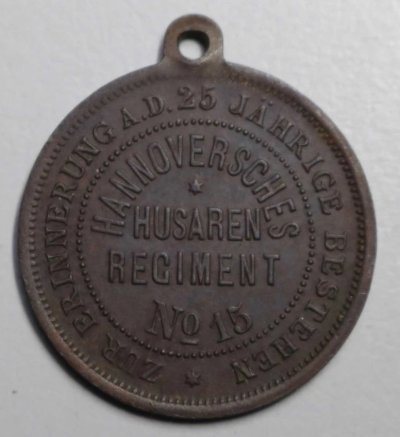 ZUR ERINNERUNG A.D. 25 JÄHRIGE BESTEHEN
HANNOVERSCHES
HUSAREN
REGIMENT
No 15